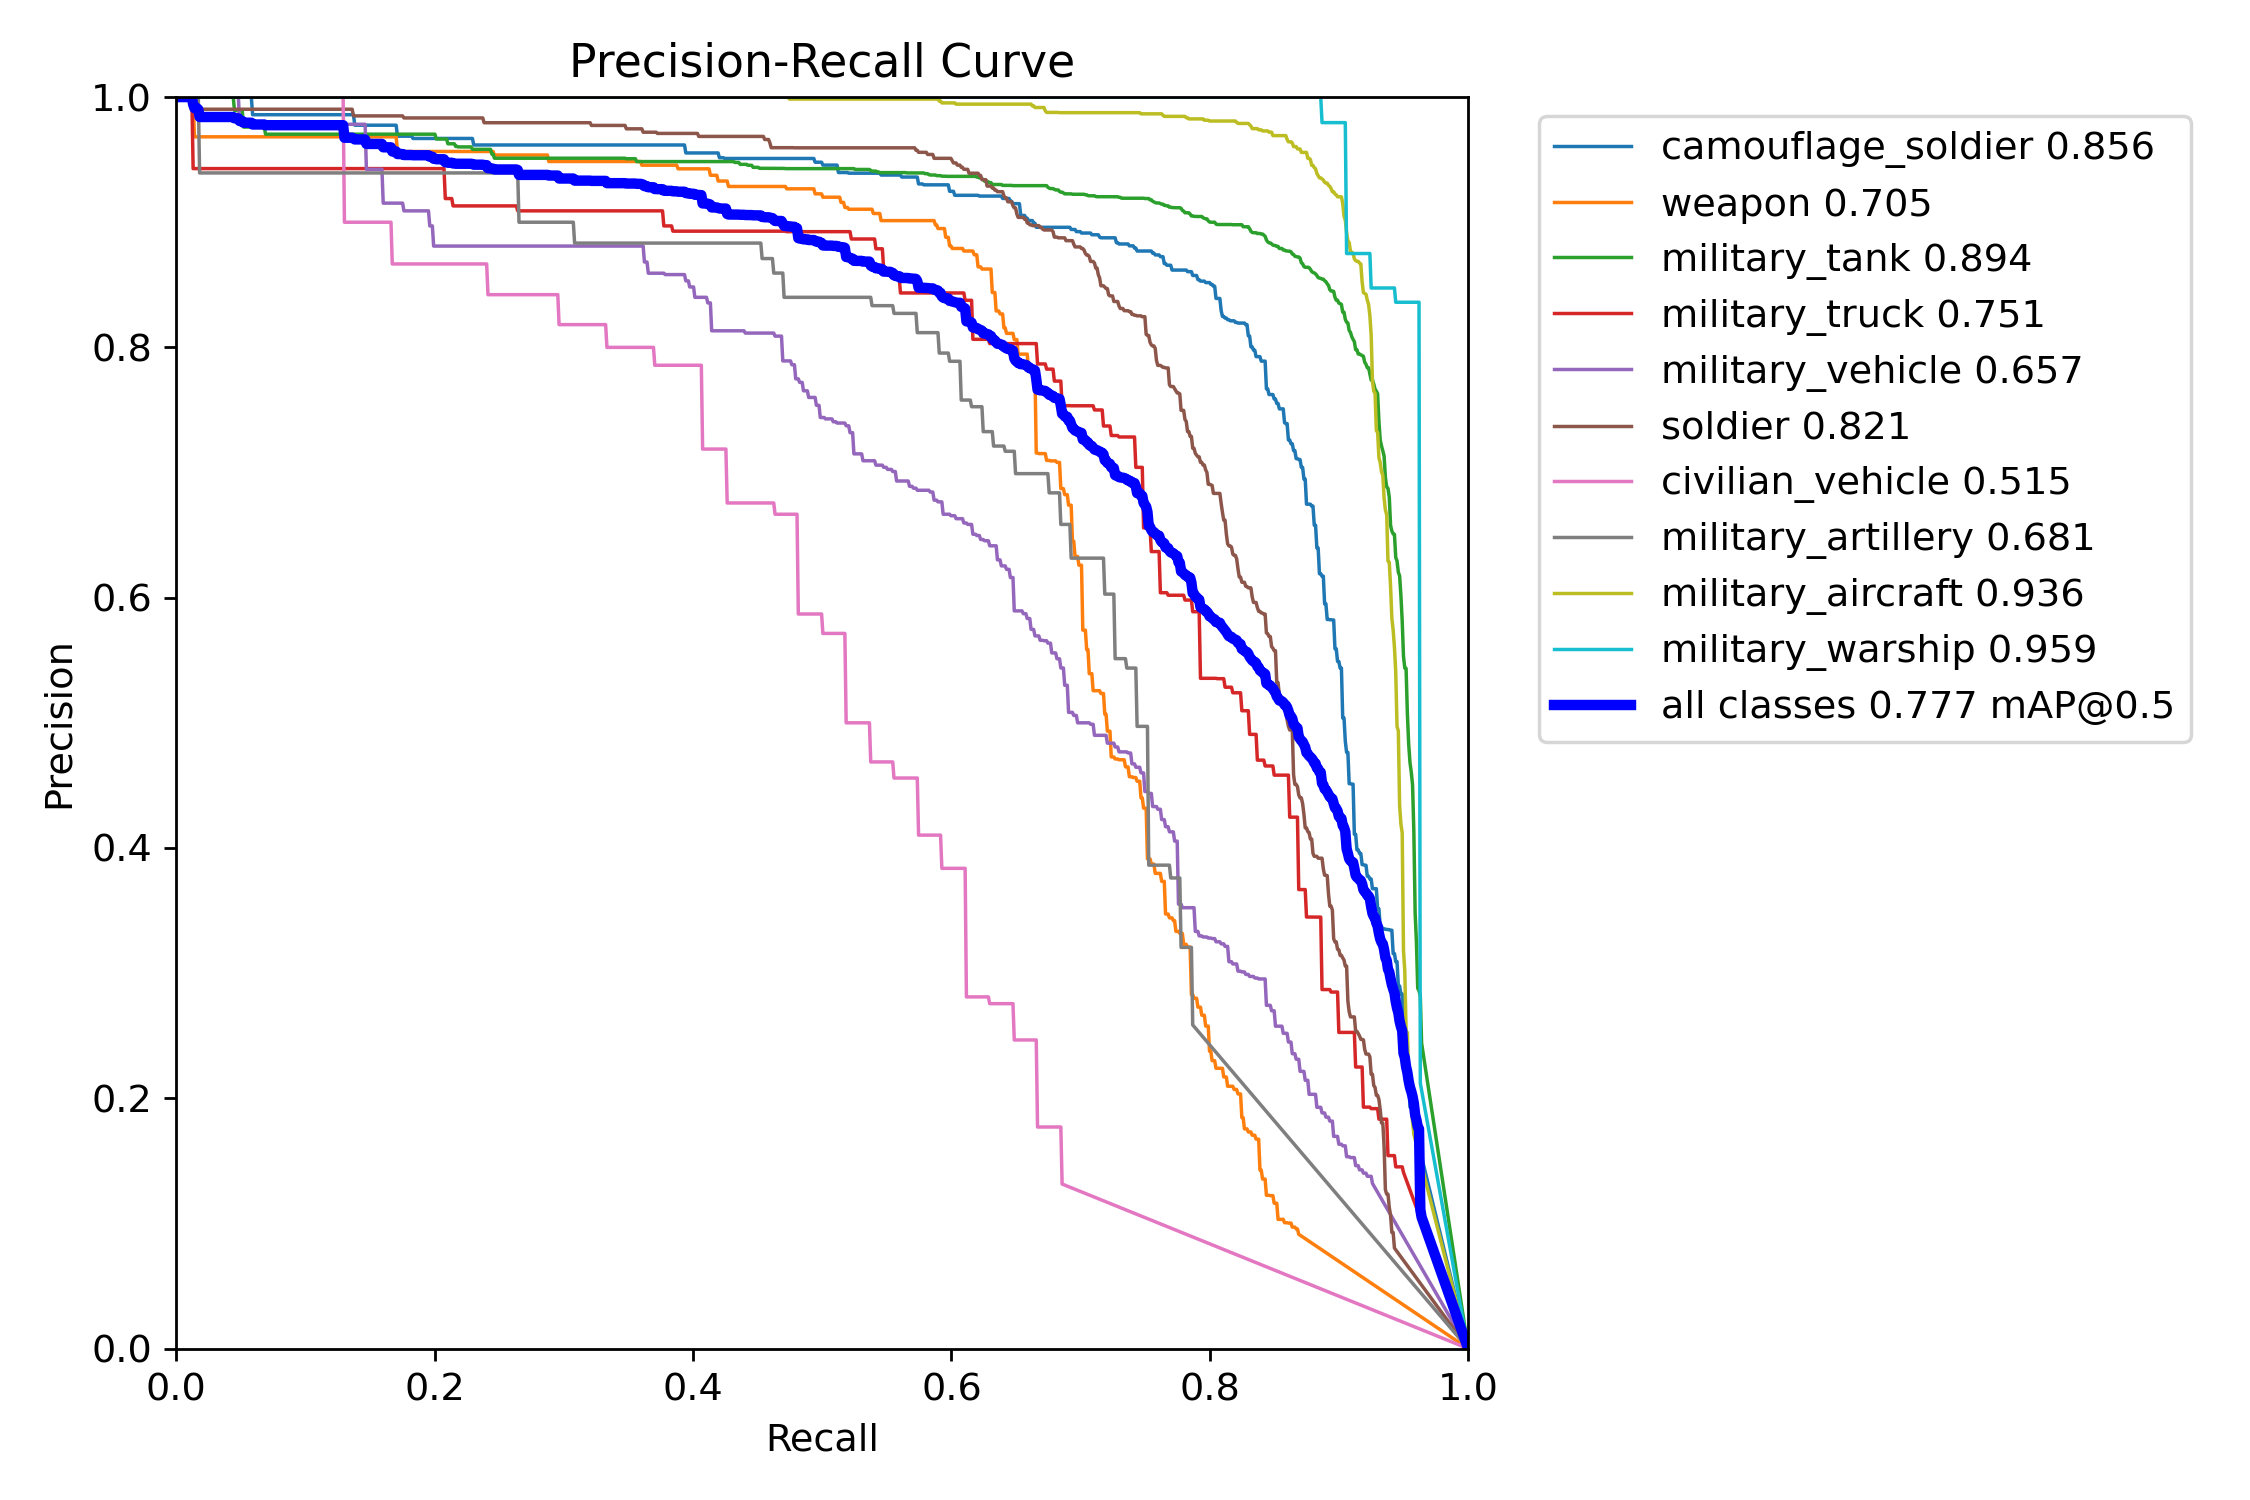 Precision-Recall Curve
1.0
0.8
0.6
0.4
0.2
0.0
Precision
0.0 0.2 0.4 0.6 0.8 1.0
Recall
camouflage_soldier 0.856
weapon 0.705
military_tank 0.894
military_truck 0.751
military_vehicle 0.657
soldier 0.821
civilian_vehicle 0.515
military_artillery 0.681
military_aircraft 0.936
military_warship 0.959
all classes 0.777 mAP@0.5